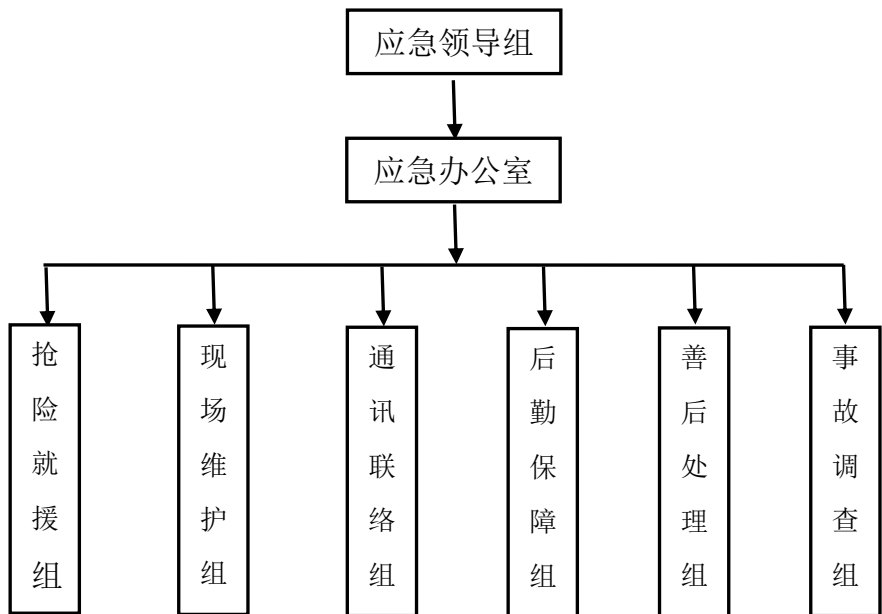 应急领导组
应急办公室
抢险就援组
现场维护组
通讯联络组
后勤保障组
善后处理组
事故调查组